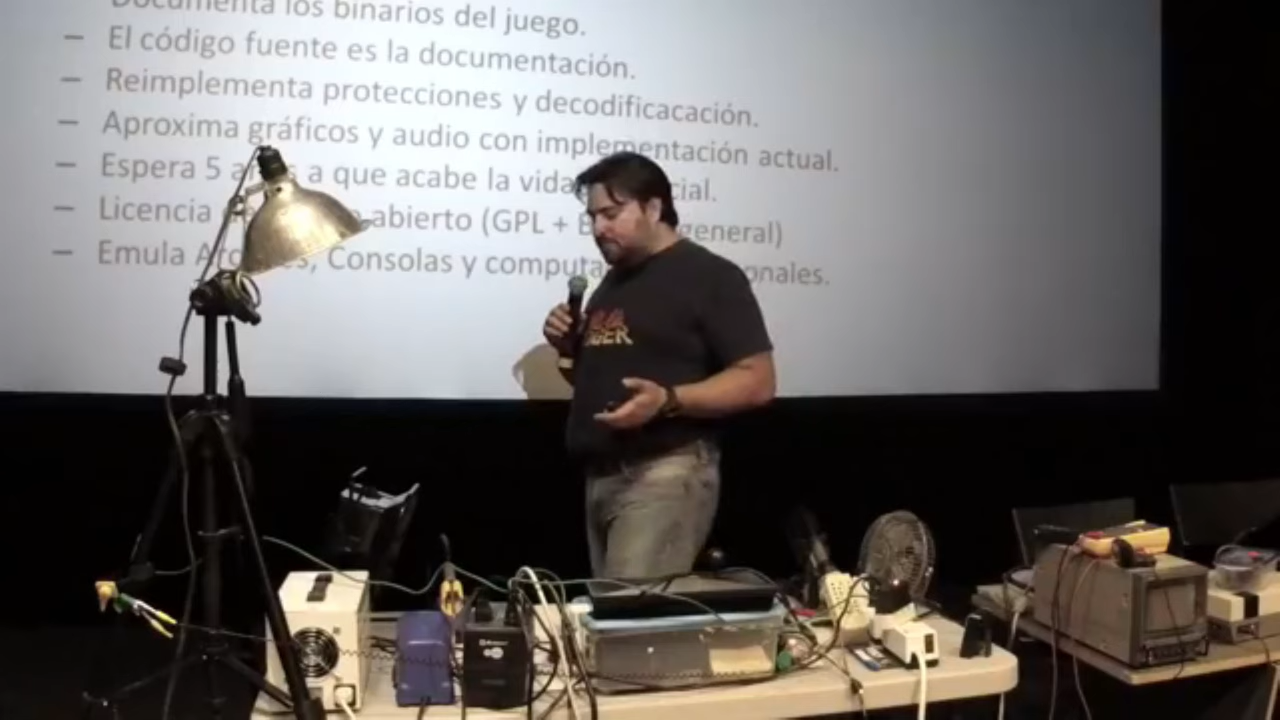 Documenta los binarios del juego.
– El código fuente es la documentación.
– Reimplementa protecciones y decodificacación.
– Aproxima gráficos y audio con implementación actual.
– Espera 5 a que acabe la vida
– Licencia abierto (GPL + general)
– Emula Consolas y